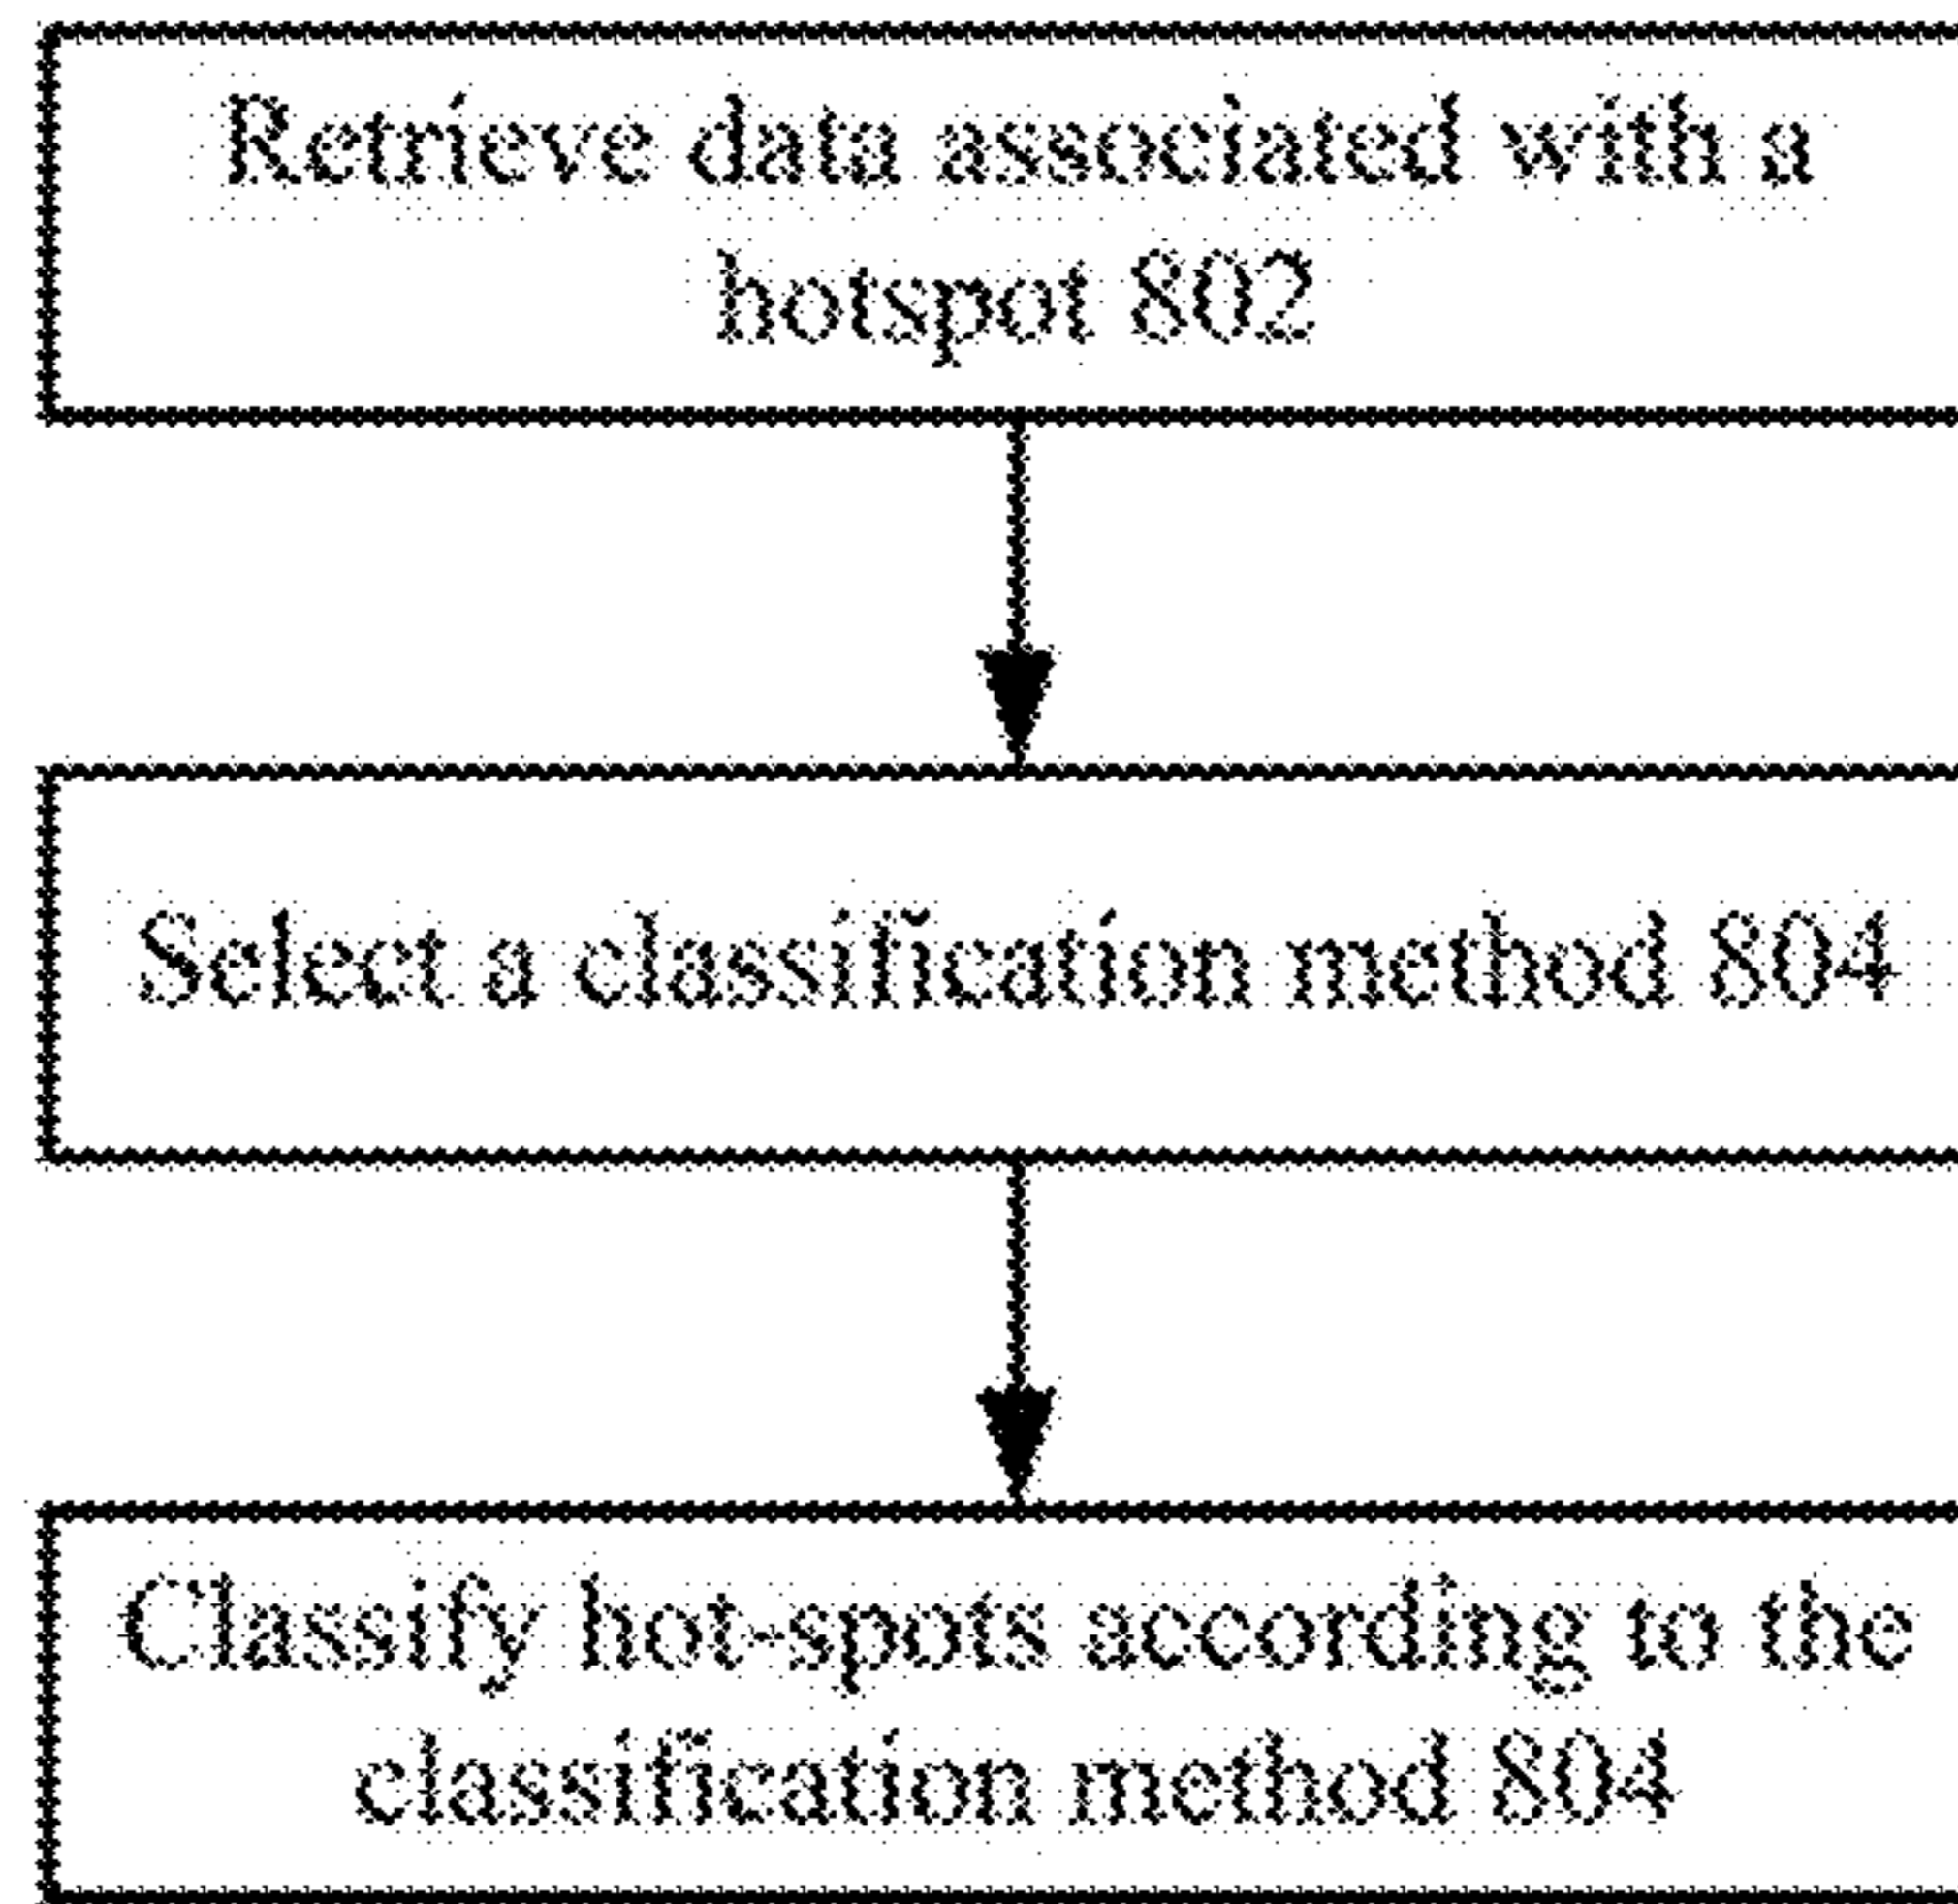 Retrieve data associated with a
hotspot 802
Select a classification method 804
Classify hot-spots according to the
classification method 804